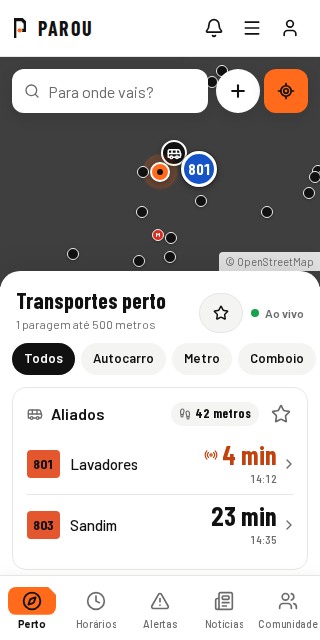 PAROU
Para onde vais?
801
M
© OpenStreetMap
Transportes perto
1 paragem até 500 metros
Ao vivo
Todos Autocarro Metro Comboio
Aliados 42 metros
801 Lavadores 4 min
14:12
803 Sandim 23 min
14:35
Perto Horários Alertas Notícias Comunidade